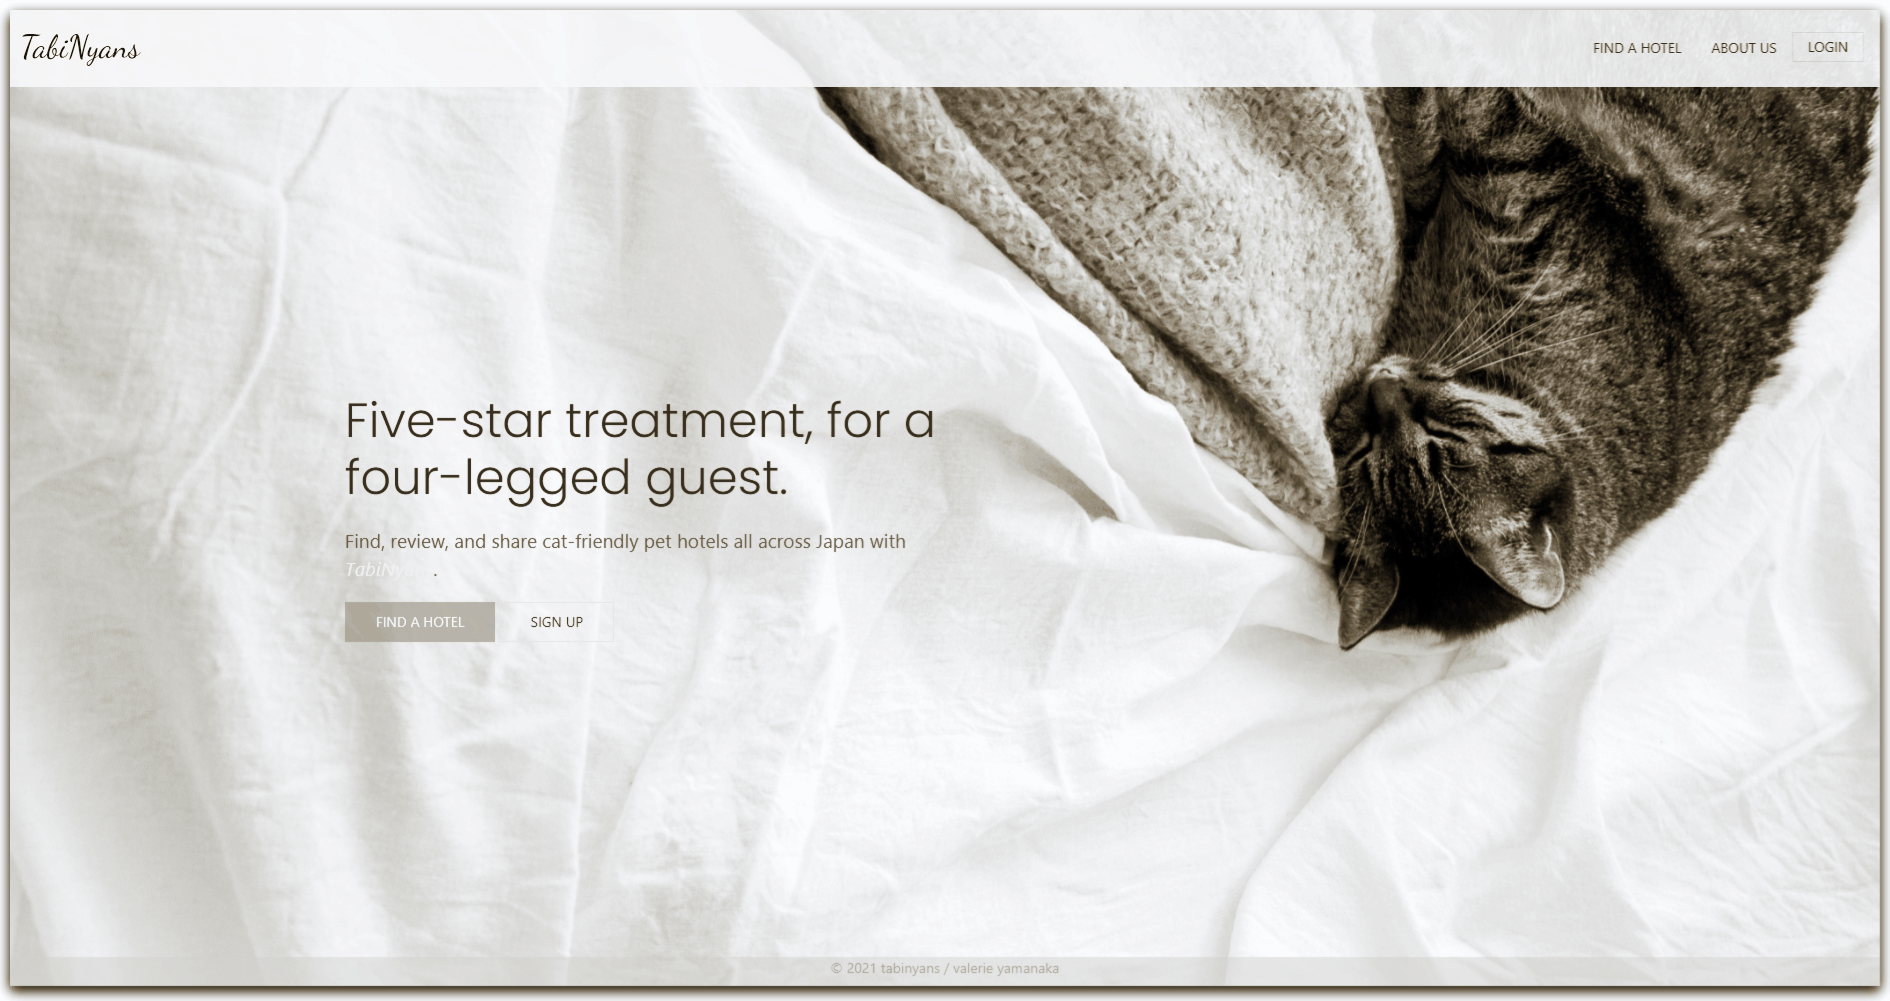 TabiNyans
FIND A HOTEL
ABOUT US
LOGIN
Five-star treatment, for a
four-legged guest.
Find, review, and share cat-friendly pet hotels all across Japan with
TabiNyans.
FIND A HOTEL
SIGN UP
© 2021 tabinyans / valerie yamanaka